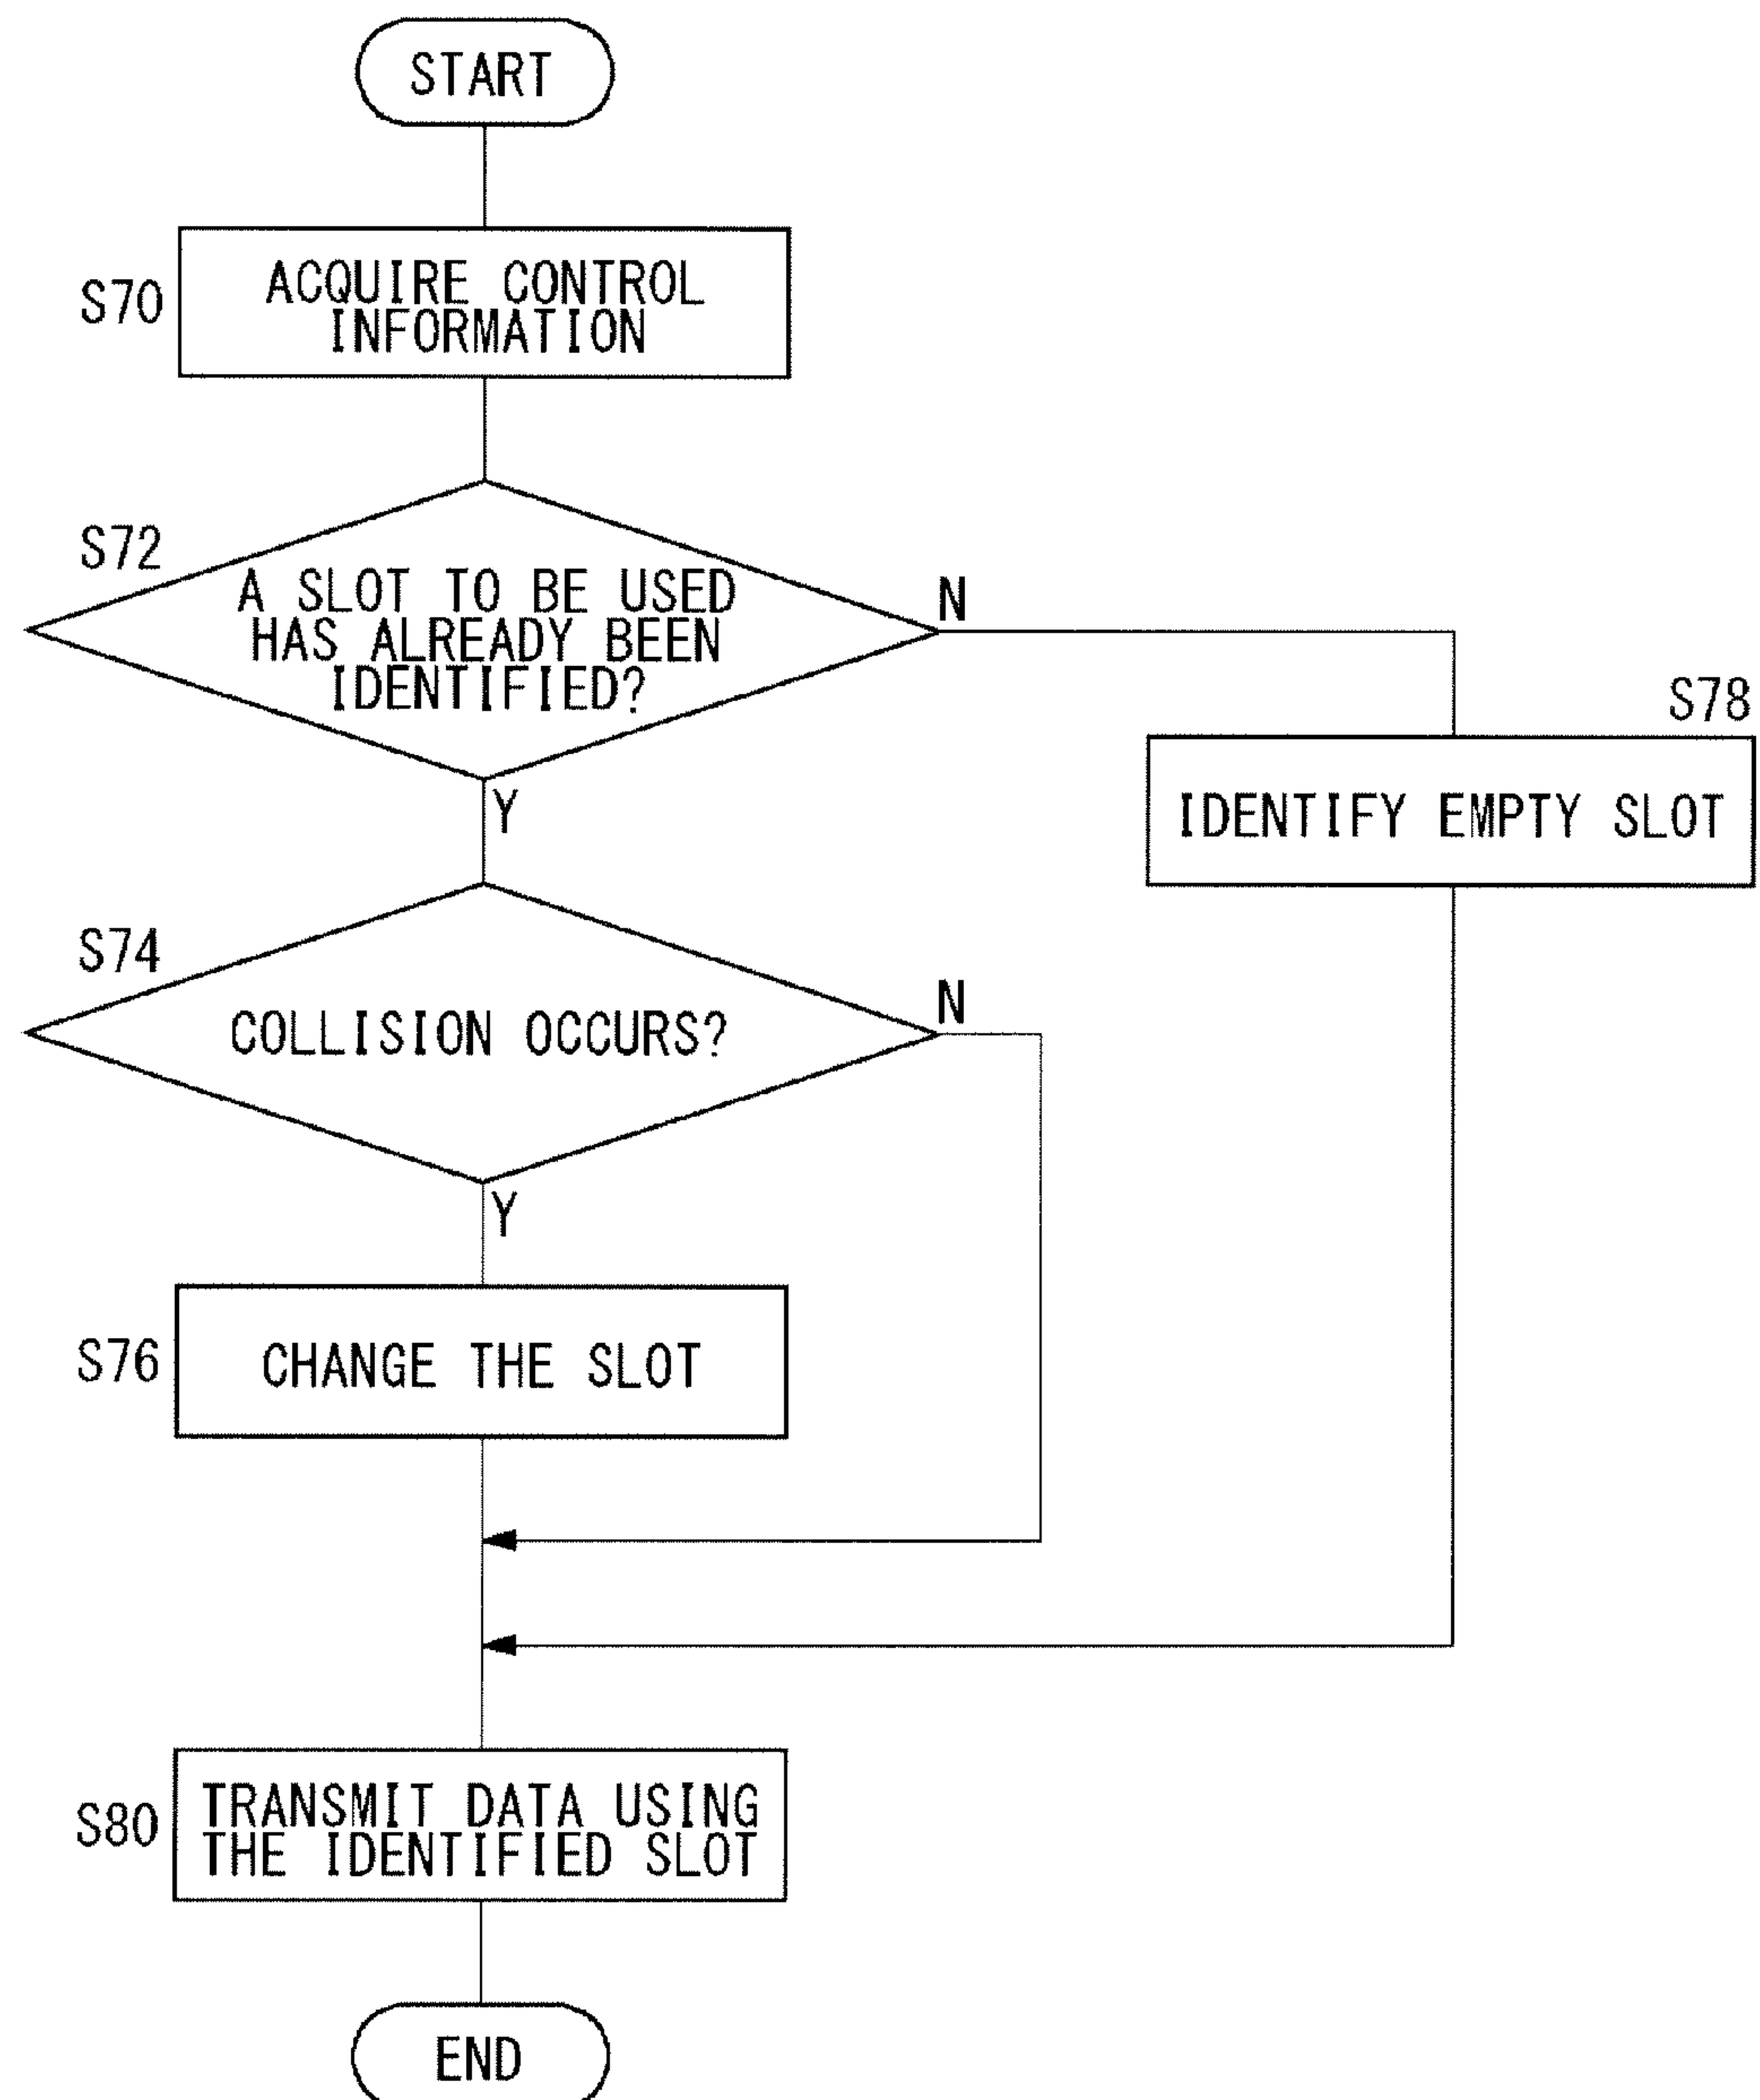 START
S70
ACQUIRE CONTROL
INFORMATION
S72
A SLOT TO BE USED
HAS ALREADY BEEN
IDENTIFIED?
N
Y
S78
IDENTIFY EMPTY SLOT
S74
COLLISION OCCURS?
N
Y
S76
CHANGE THE SLOT
S80
TRANSMIT DATA USING
THE IDENTIFIED SLOT
END